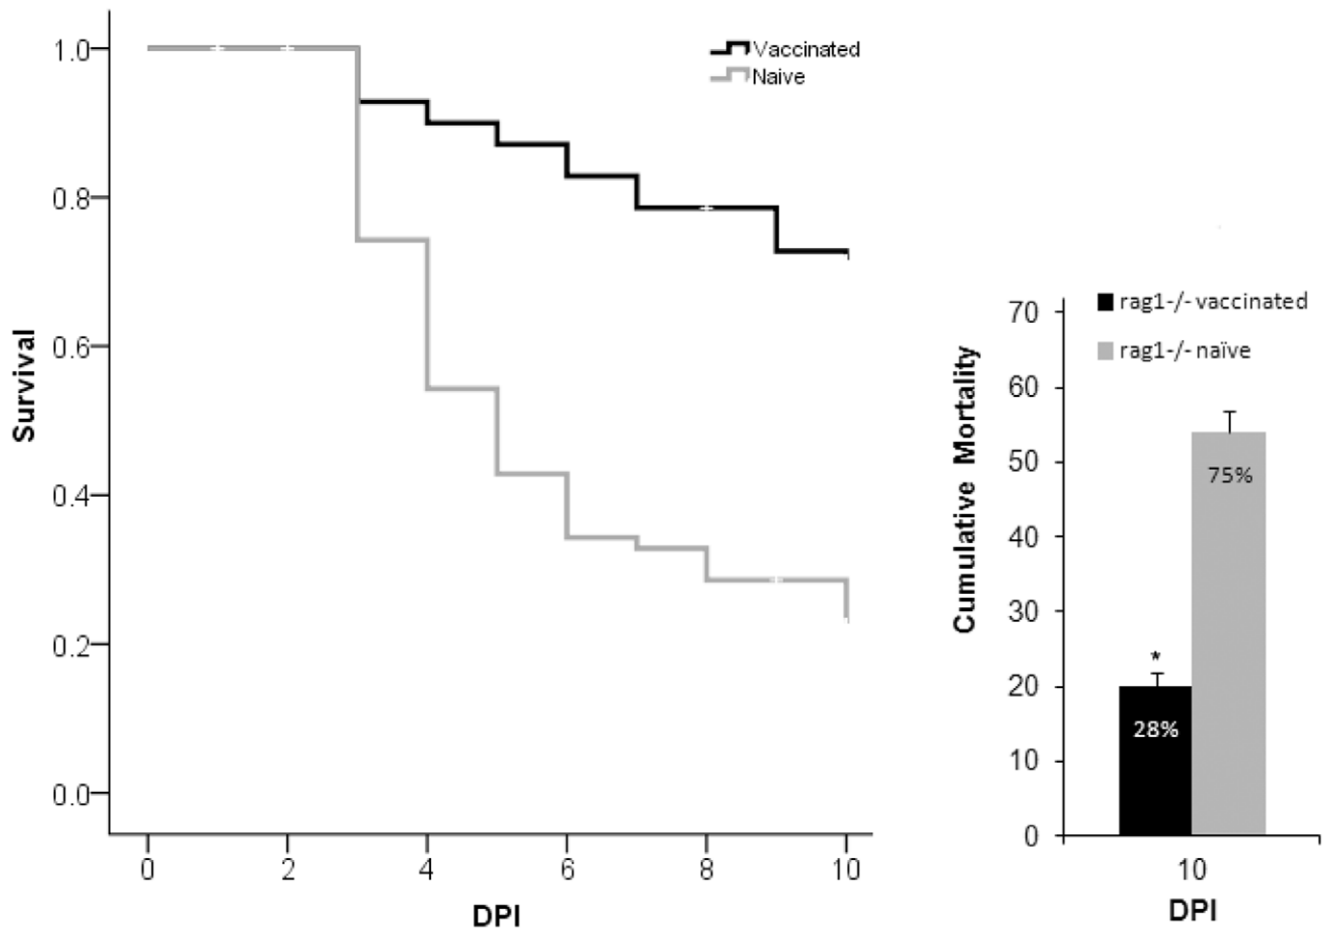 1.0
0.8
0.6
0.4
0.2
0.0
Survival
Vaccinated
Naive
0 2 4 6 8 10
DPI
70
60
50
40
30
20
10
0
Cumulative Mortality
rag1-/- vaccinated
rag1-/- naïve
75%
*
28%
10
DPI